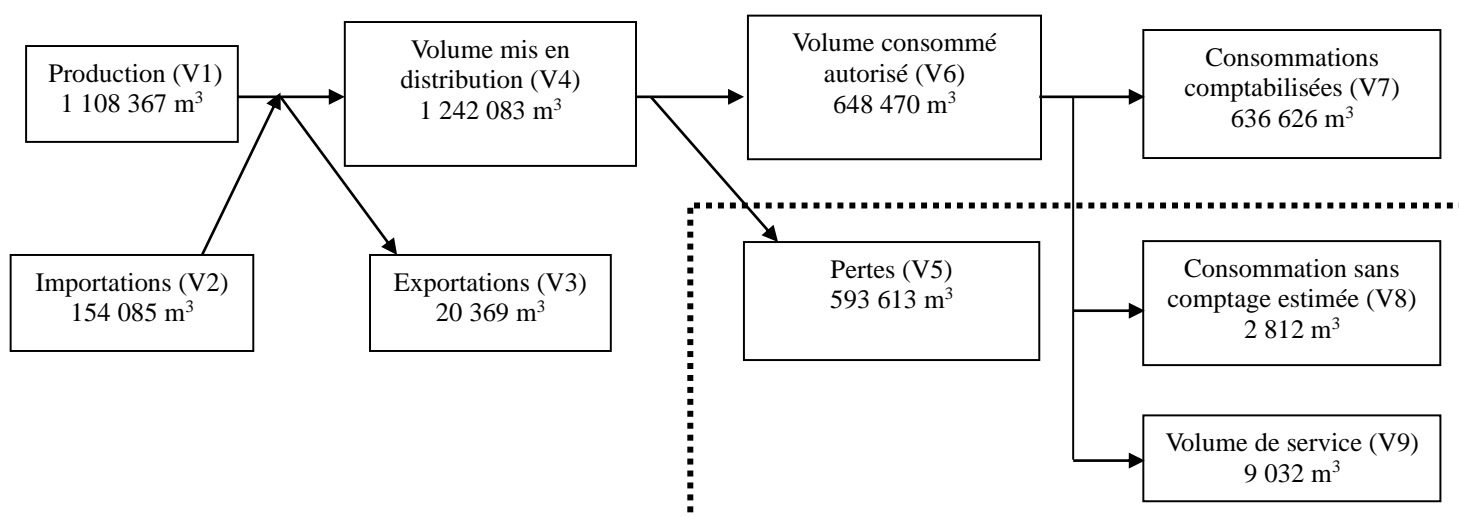 Production (V1)
1 108 367 m³
Volume mis en
distribution (V4)
1 242 083 m³
Volume consommé
autorisé (V6)
648 470 m³
Consommations
comptabilisées (V7)
636 626 m³
Importations (V2)
154 085 m³
Exportations (V3)
20 369 m³
Pertes (V5)
593 613 m³
Consommation sans
comptage estimée (V8)
2 812 m³
Volume de service (V9)
9 032 m³